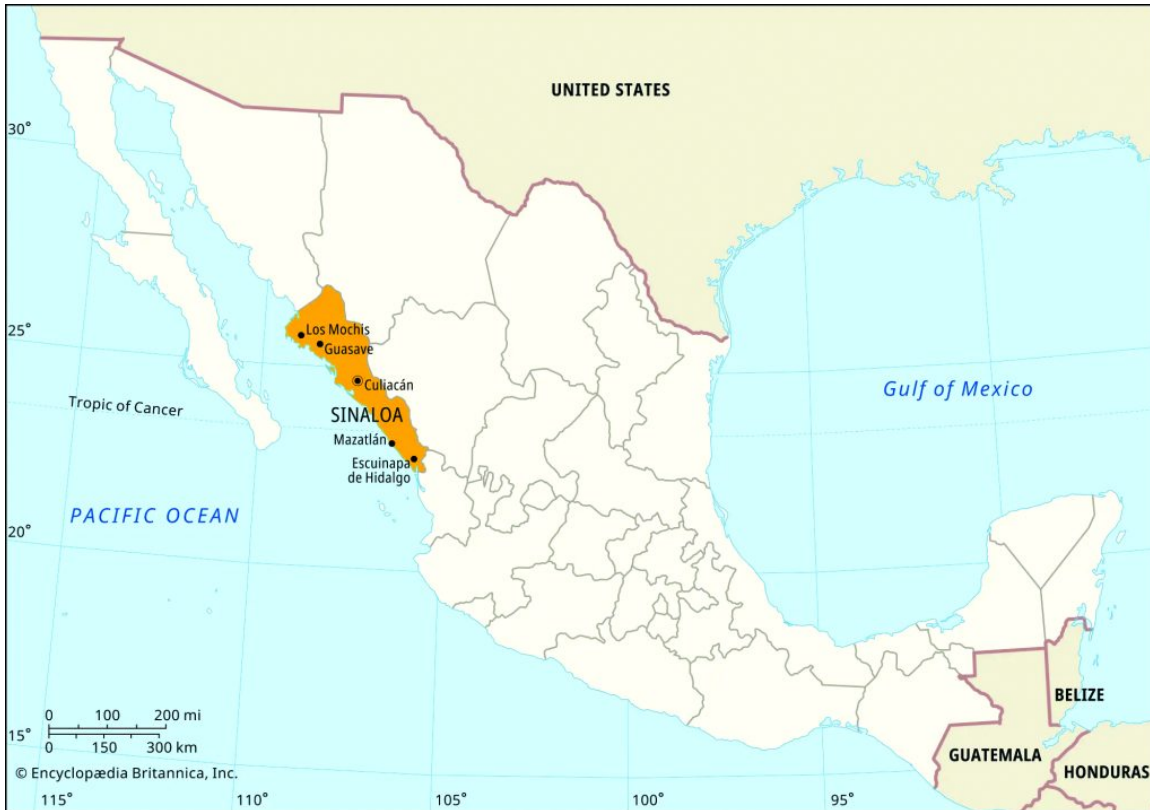 UNITED STATES
30°
Los Mochis
Guasave
25°
Culiacán
Gulf of Mexico
Tropic of Cancer
SINALOA
Mazatlán
Escuinapa
de Hidalgo
PACIFIC OCEAN
20°
BELIZE
0 100 200 mi
0 150 300 km
15°
GUATEMALA
HONDURAS
© Encyclopædia Britannica, Inc.
115° 110° 105° 100° 95°